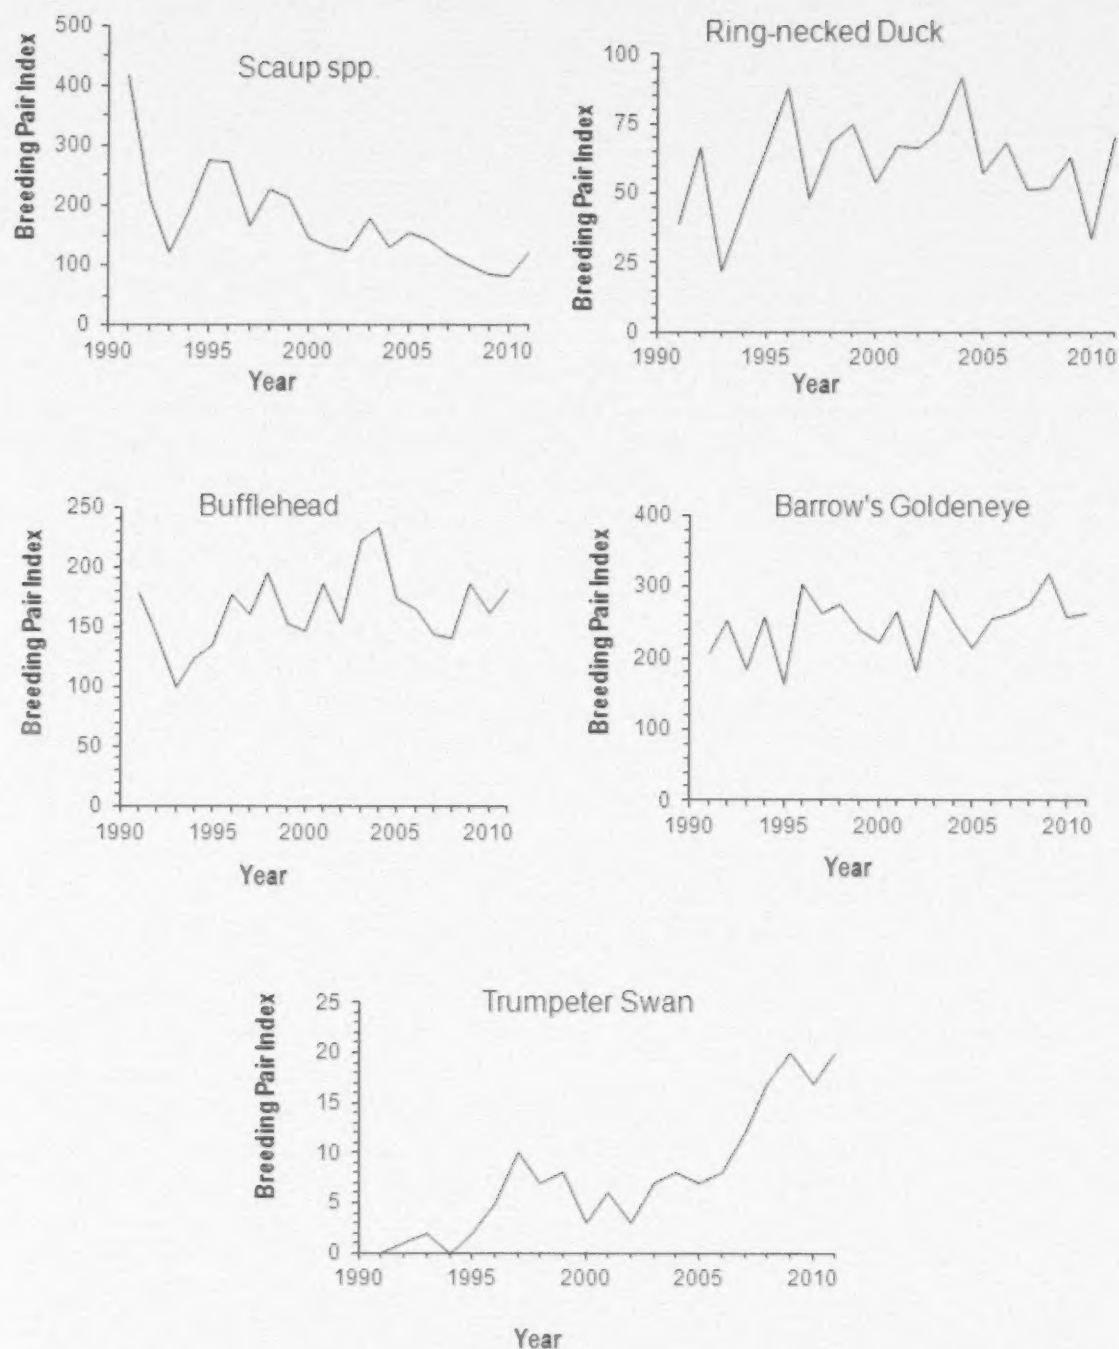 Scaup spp.
Breeding Pair Index
500
400
300
200
100
0
1990 1995 2000 2005 2010
Year
Ring-necked Duck
Breeding Pair Index
100
75
50
25
0
1990 1995 2000 2005 2010
Year
Bufflehead
Breeding Pair Index
250
200
150
100
50
0
1990 1995 2000 2005 2010
Year
Barrow's Goldeneye
Breeding Pair Index
400
300
200
100
0
1990 1995 2000 2005 2010
Year
Trumpeter Swan
Breeding Pair Index
25
20
15
10
5
0
1990 1995 2000 2005 2010
Year